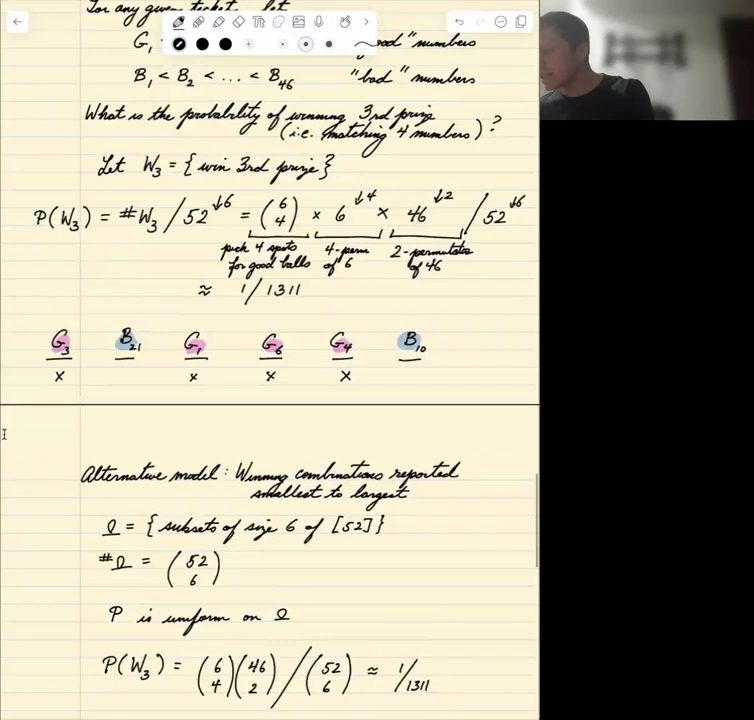 For any given ticket, let
G₁ "good" numbers
B₁ < B₂ < ... < B₄₆ "bad" numbers
What is the probability of winning 3rd prize
(i.e. matching 4 numbers)?
Let W₃ = {win 3rd prize}
P(W₃) = #W₃ / 52^↓6 = (6 4) × 6^↓4 × 46^↓2 / 52^↓6
pick 4 spots for good balls
4-perm of 6
2-permutates of 46
≈ 1/1311
G₃ B₂₁ G₁ G₆ G₄ B₁₀
x x x x
Alternative model: Winning combinations reported
smallest to largest
Ω = {subsets of size 6 of [52]}
#Ω = (52 6)
P is uniform on Ω
P(W₃) = (6 4)(46 2) / (52 6) ≈ 1/1311